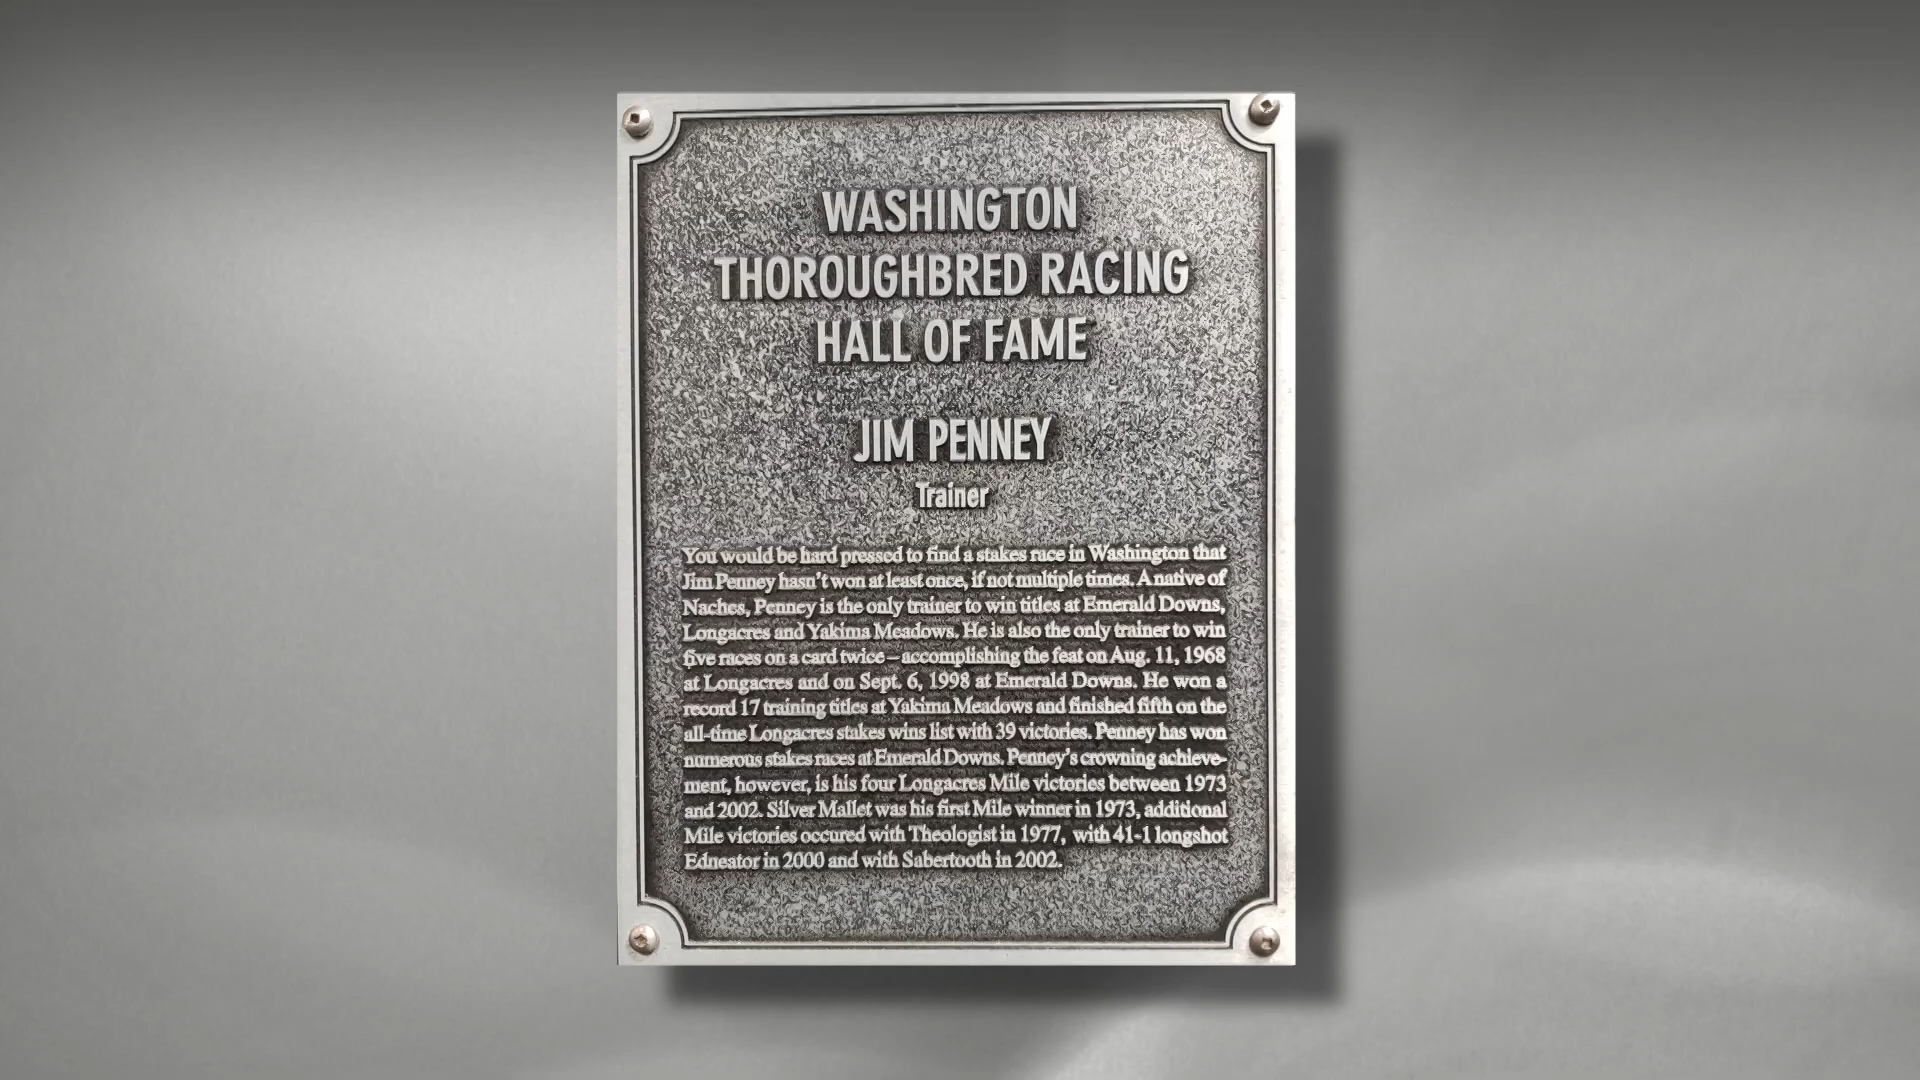 WASHINGTON
THOROUGHBRED RACING
HALL OF FAME
JIM PENNEY
Trainer
You would be hard pressed to find a stakes race in Washington that
Jim Penney hasn't won at least once, if not multiple times. A native of
Naches, Penney is the only trainer to win titles at Emerald Downs,
Longacres and Yakima Meadows. He is also the only trainer to win
five races on a card twice – accomplishing the feat on Aug. 11, 1968
at Longacres and on Sept. 6, 1998 at Emerald Downs. He won a
record 17 training titles at Yakima Meadows and finished fifth on the
all-time Longacres stakes wins list with 39 victories. Penney has won
numerous stakes races at Emerald Downs. Penney's crowning achieve-
ment, however, is his four Longacres Mile victories between 1973
and 2002. Silver Mallet was his first Mile winner in 1973, additional
Mile victories occured with Theologist in 1977, with 41-1 longshot
Edneator in 2000 and with Sabertooth in 2002.